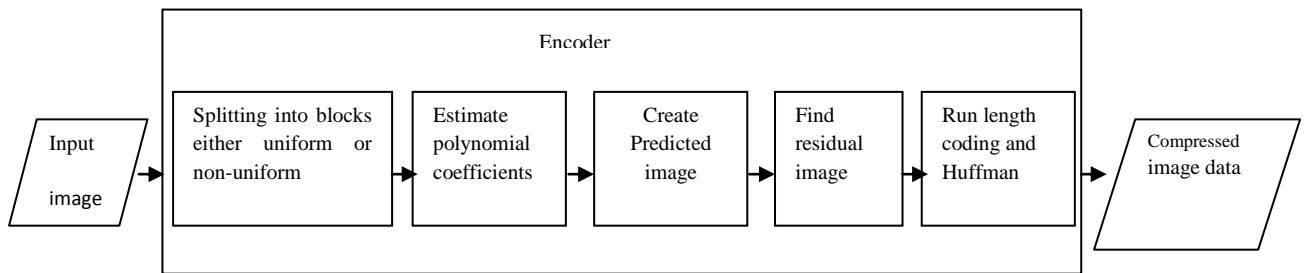 Encoder
Input
image
Splitting into blocks
either uniform or
non-uniform
Estimate
polynomial
coefficients
Create
Predicted
image
Find
residual
image
Run length
coding and
Huffman
Compressed
image data